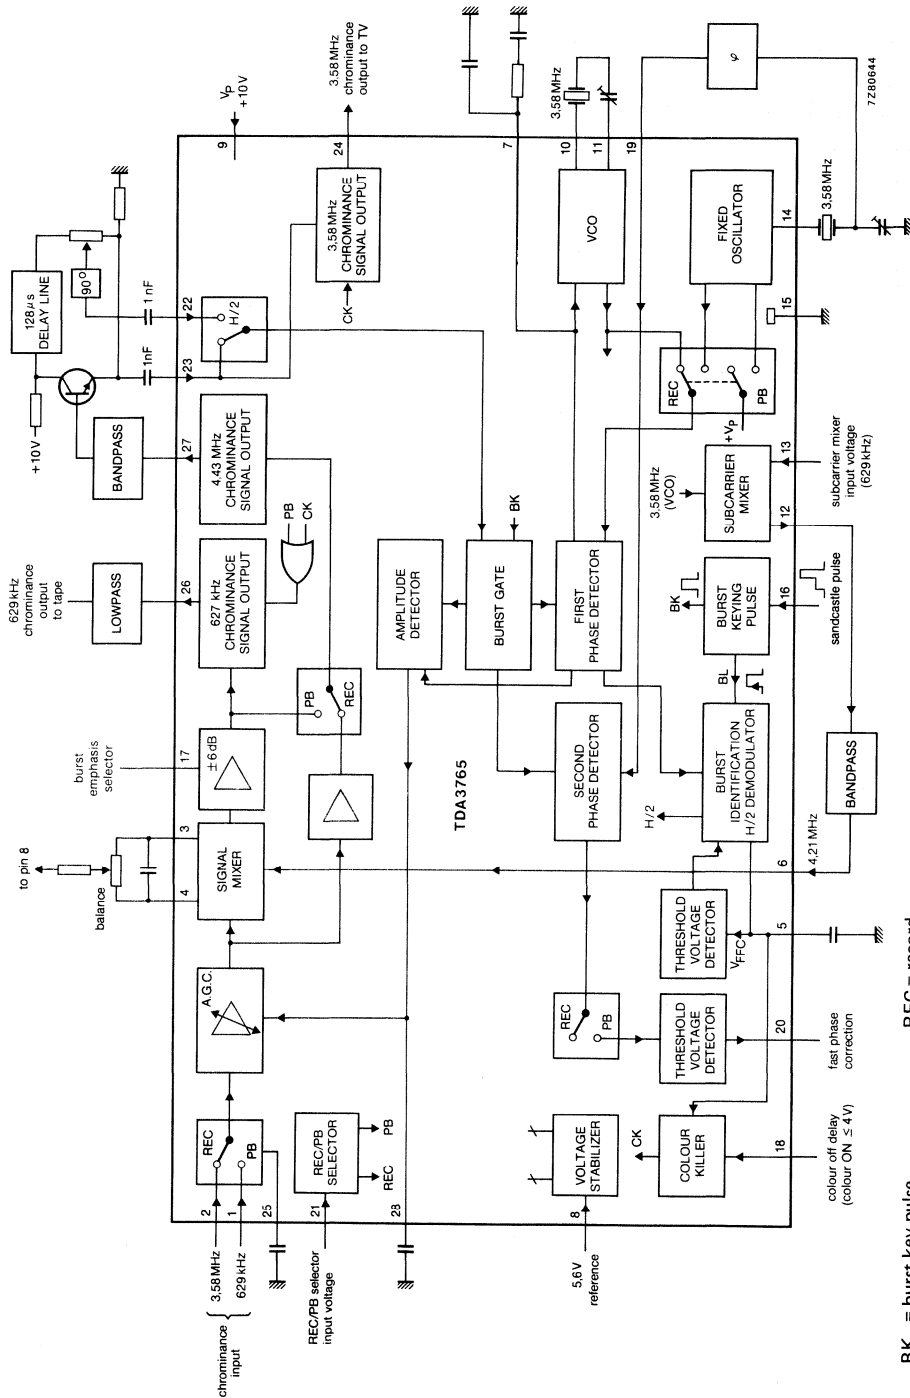 chrominance
input
3,58 MHz
629 kHz
2
1
25
REC
PB
REC/PB selector
input voltage
21
REC/PB
SELECTOR
REC
PB
28
A.G.C.
to pin 8
balance
4
3
SIGNAL
MIXER
burst
emphasis
selector
17
± 6 dB
PB
REC
629 kHz
chrominance
output
to tape
LOWPASS
26
627 kHz
CHROMINANCE
SIGNAL OUTPUT
PB
CK
BANDPASS
27
4.43 MHz
CHROMINANCE
SIGNAL OUTPUT
+10 V
128 μs
DELAY LINE
90°
1nF
1 nF
23
22
H/2
VP
+10 V
9
3,58 MHz
chrominance
output to TV
24
3,58 MHz
CHROMINANCE
SIGNAL OUTPUT
CK
AMPLITUDE
DETECTOR
BURST GATE
BK
TDA3765
SECOND
PHASE DETECTOR
FIRST
PHASE DETECTOR
7
3,58 MHz
10
11
VCO
19
φ
7Z80644
FIXED
OSCILLATOR
14
3,58 MHz
15
REC
PB
+VP
5,6 V
reference
8
VOLTAGE
STABILIZER
REC
PB
CK
COLOUR
KILLER
18
colour off delay
(colour ON ≤ 4 V)
THRESHOLD
VOLTAGE
DETECTOR
20
fast phase
correction
THRESHOLD
VOLTAGE
DETECTOR
VFFC
5
6
4,21 MHz
BANDPASS
H/2
BURST
IDENTIFICATION
H/2 DEMODULATOR
BL
BK
BURST
KEYING
PULSE
16
sandcastle pulse
3,58 MHz
(VCO)
SUBCARRIER
MIXER
12
13
subcarrier mixer
input voltage
(629 kHz)
BK = burst key pulse
REC = record